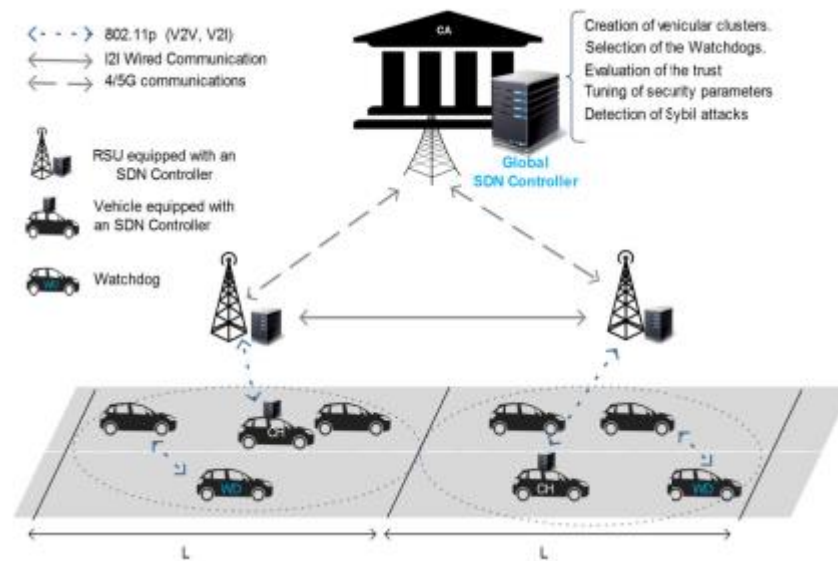 802.11p (V2V, V2I)
I2I Wired Communication
4/5G communications
RSU equipped with an
SDN Controller
Vehicle equipped with
an SDN Controller
WD
Watchdog
CA
Creation of vehicular clusters.
Selection of the Watchdogs.
Evaluation of the trust
Tuning of security parameters
Detection of Sybil attacks
Global
SDN Controller
CH
WD
CH
WD
L
L